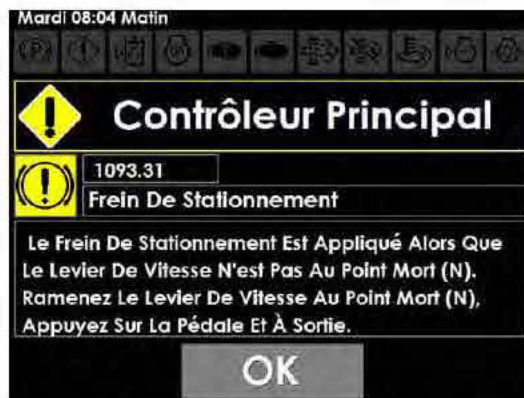 Mardi 08:04 Matin
Contrôleur Principal
1093.31
Frein De Stationnement
Le Frein De Stationnement Est Appliqué Alors Que
Le Levier De Vitesse N'est Pas Au Point Mort (N).
Ramenez Le Levier De Vitesse Au Point Mort (N),
Appuyez Sur La Pédale Et À Sortie.
OK